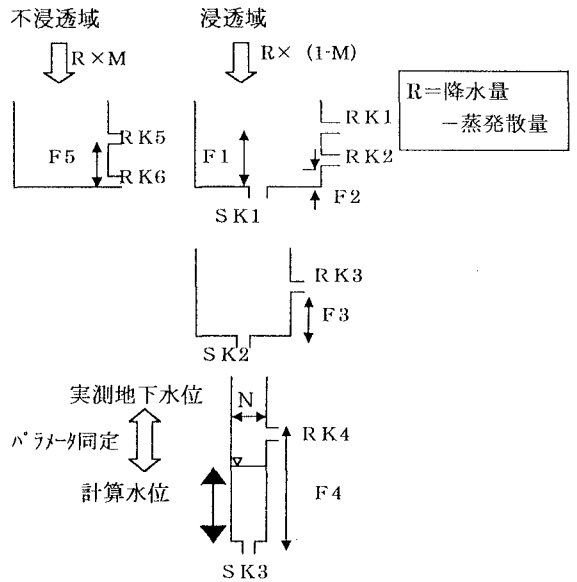 不浸透域
浸透域
R×M
R× (1-M)
R=降水量
−蒸発散量
RK5
F5
RK6
RK1
F1
RK2
F2
SK1
RK3
F3
SK2
実測地下水位
N
RK4
パラメータ同定
計算水位
F4
SK3